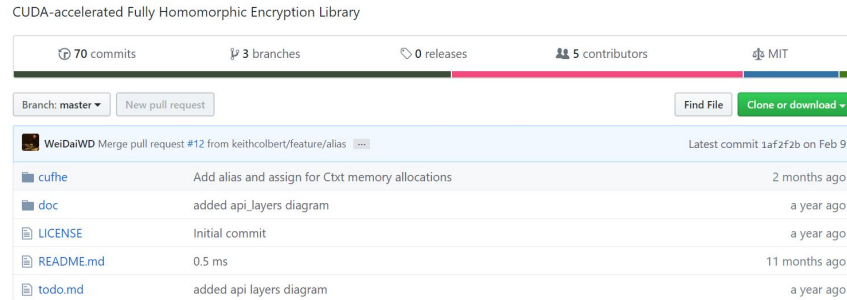 CUDA-accelerated Fully Homomorphic Encryption Library
70 commits 3 branches 0 releases 5 contributors MIT
Branch: master New pull request Find File Clone or download
WeiDaiWD Merge pull request #12 from keithcolbert/feature/alias ... Latest commit 1af2f2b on Feb 9
cufhe Add alias and assign for Ctxt memory allocations 2 months ago
doc added api_layers diagram a year ago
LICENSE Initial commit a year ago
README.md 0.5 ms 11 months ago
todo.md added api layers diagram a year ago